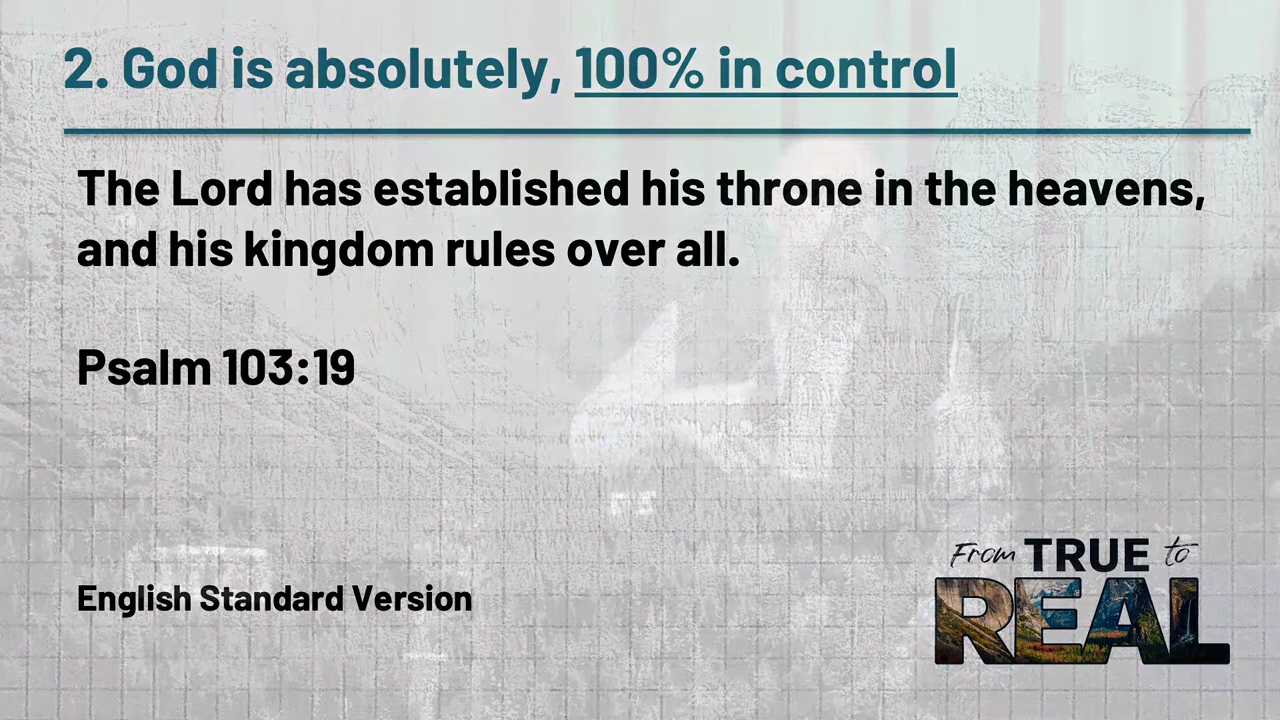 2. God is absolutely, 100% in control
The Lord has established his throne in the heavens,
and his kingdom rules over all.
Psalm 103:19
English Standard Version
From TRUE to
REAL